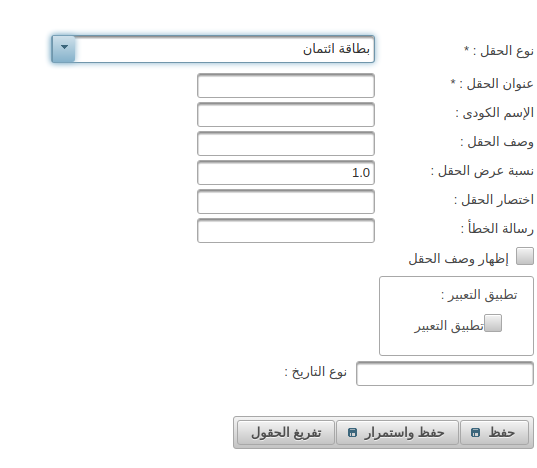 نوع الحقل : * بطاقة ائتمان
عنوان الحقل : *
الإسم الكودى :
وصف الحقل :
نسبة عرض الحقل : 1.0
اختصار الحقل :
رسالة الخطأ :
إظهار وصف الحقل
تطبيق التعبير :
تطبيق التعبير
نوع التاريخ :
حفظ حفظ واستمرار تفريغ الحقول